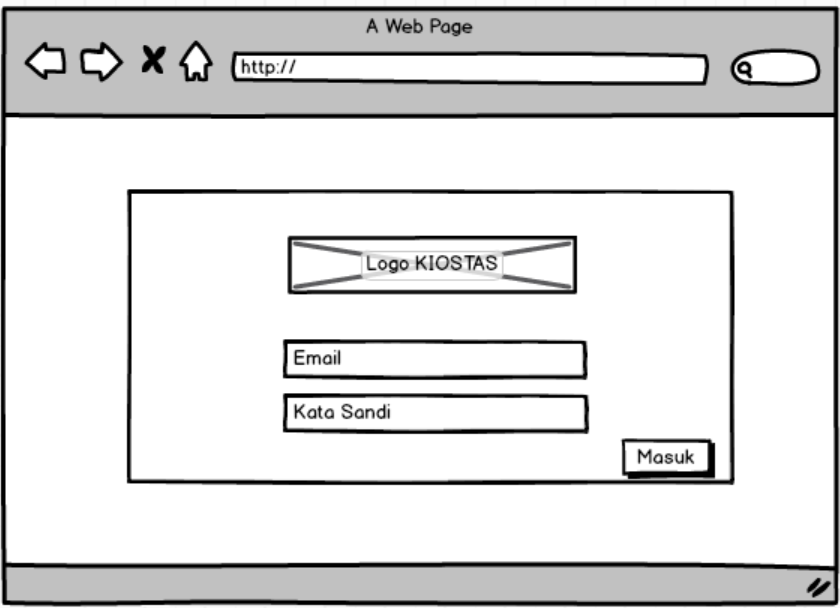 A Web Page
http://
Logo KIOSTAS
Email
Kata Sandi
Masuk